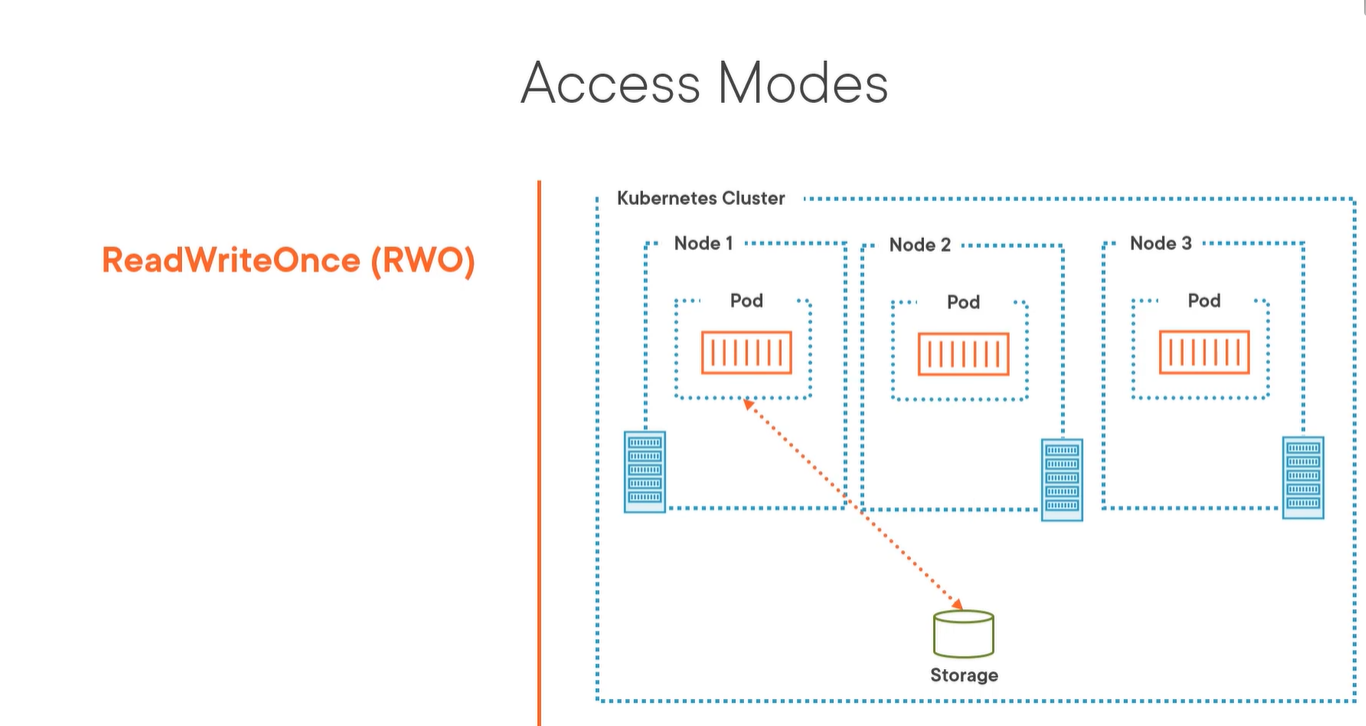 Access Modes
ReadWriteOnce (RWO)
Kubernetes Cluster
Node 1
Node 2
Node 3
Pod
Pod
Pod
Storage